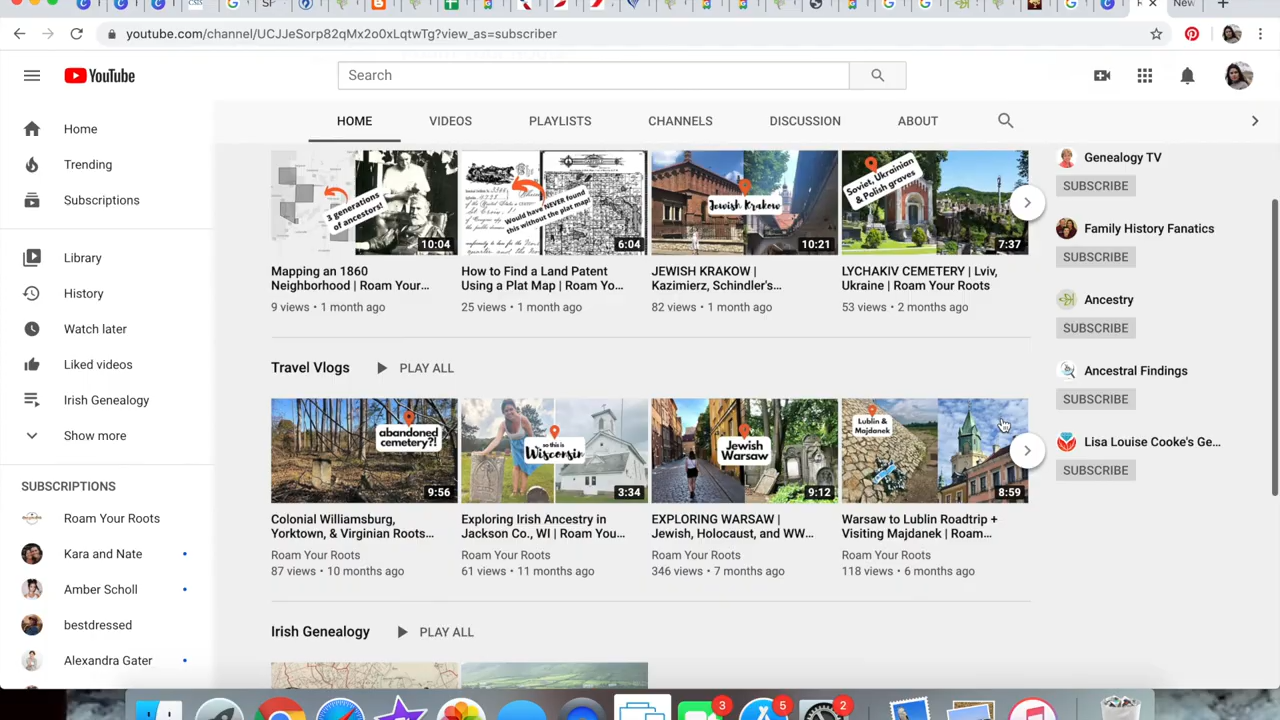 New
youtube.com/channel/UCJJeSorp82qMx2o0xLqtwTg?view_as=subscriber
YouTube
Search
HOME VIDEOS PLAYLISTS CHANNELS DISCUSSION ABOUT
Home
Trending
Subscriptions
Library
History
Watch later
Liked videos
Irish Genealogy
Show more
SUBSCRIPTIONS
Roam Your Roots
Kara and Nate
Amber Scholl
bestdressed
Alexandra Gater
3 generations
of ancestors!
10:04
Would have NEVER found
this without the plat map!
6:04
Jewish Krakow
10:21
Soviet, Ukrainian
& Polish graves
7:37
Mapping an 1860
Neighborhood | Roam Your...
9 views • 1 month ago
How to Find a Land Patent
Using a Plat Map | Roam Yo...
25 views • 1 month ago
JEWISH KRAKOW |
Kazimierz, Schindler's...
82 views • 1 month ago
LYCHAKIV CEMETERY | Lviv,
Ukraine | Roam Your Roots
53 views • 2 months ago
Travel Vlogs PLAY ALL
abandoned
cemetery?!
9:56
so this is
Wisconsin
3:34
Jewish
Warsaw
9:12
Lublin &
Majdanek
8:59
Colonial Williamsburg,
Yorktown, & Virginian Roots...
Roam Your Roots
87 views • 10 months ago
Exploring Irish Ancestry in
Jackson Co., WI | Roam You...
Roam Your Roots
61 views • 11 months ago
EXPLORING WARSAW |
Jewish, Holocaust, and WW...
Roam Your Roots
346 views • 7 months ago
Warsaw to Lublin Roadtrip +
Visiting Majdanek | Roam...
Roam Your Roots
118 views • 6 months ago
Irish Genealogy PLAY ALL
Genealogy TV
SUBSCRIBE
Family History Fanatics
SUBSCRIBE
Ancestry
SUBSCRIBE
Ancestral Findings
SUBSCRIBE
Lisa Louise Cooke's Ge...
SUBSCRIBE
3
5
2